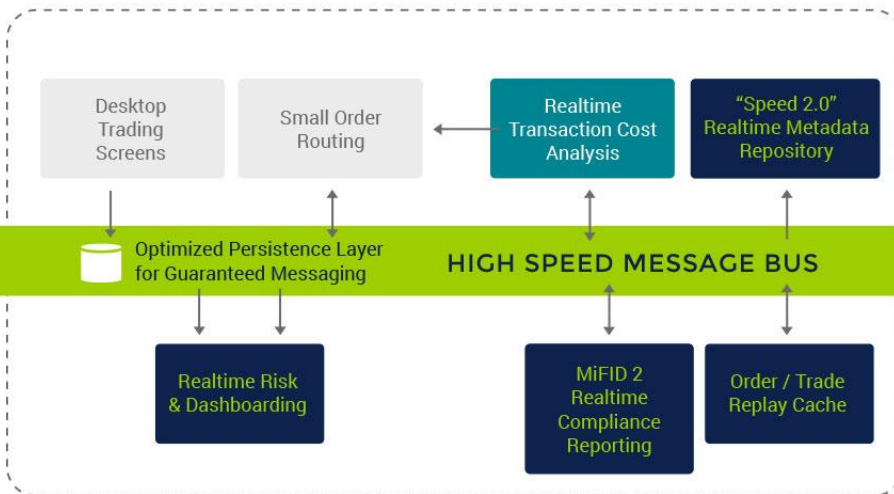 Desktop
Trading
Screens
Small Order
Routing
Realtime
Transaction Cost
Analysis
“Speed 2.0”
Realtime Metadata
Repository
Optimized Persistence Layer
for Guaranteed Messaging
HIGH SPEED MESSAGE BUS
Realtime Risk
& Dashboarding
MiFID 2
Realtime
Compliance
Reporting
Order / Trade
Replay Cache